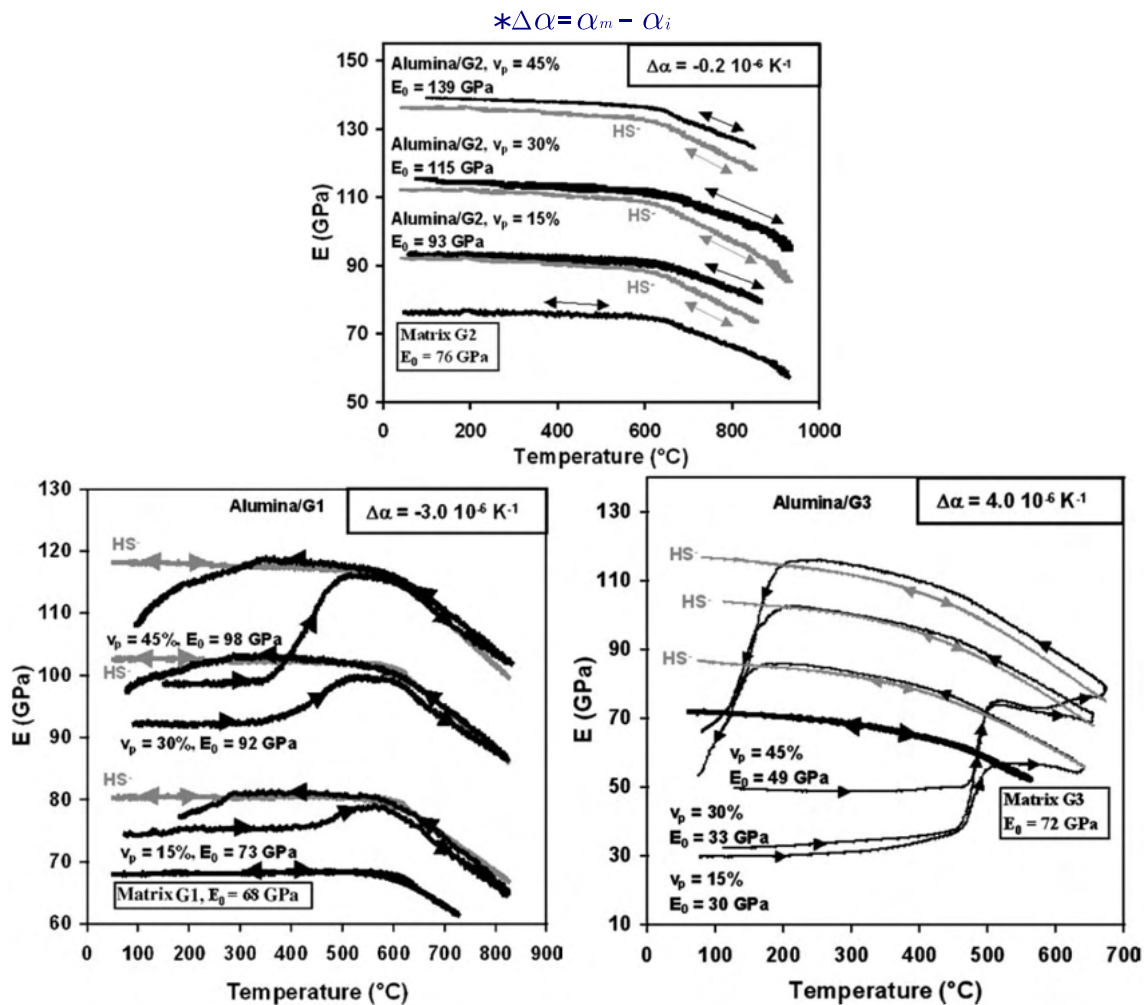 *Δα= αm − αi
150
130
110
90
70
50
E (GPa)
Alumina/G2, vp = 45%
E0 = 139 GPa
Δα = -0.2 10-6 K-1
HS-
Alumina/G2, vp = 30%
E0 = 115 GPa
HS-
Alumina/G2, vp = 15%
E0 = 93 GPa
HS-
Matrix G2
E0 = 76 GPa
0 200 400 600 800 1000
Temperature (°C)
130
120
110
100
90
80
70
60
E (GPa)
Alumina/G1
Δα = -3.0 10-6 K-1
HS-
vp = 45%, E0 = 98 GPa
HS-
vp = 30%, E0 = 92 GPa
HS-
vp = 15%, E0 = 73 GPa
Matrix G1, E0 = 68 GPa
0 100 200 300 400 500 600 700 800 900
Temperature (°C)
130
110
90
70
50
30
10
E (GPa)
Alumina/G3
Δα = 4.0 10-6 K-1
HS-
HS-
HS-
vp = 45%
E0 = 49 GPa
Matrix G3
E0 = 72 GPa
vp = 30%
E0 = 33 GPa
vp = 15%
E0 = 30 GPa
0 100 200 300 400 500 600 700
Temperature (°C)